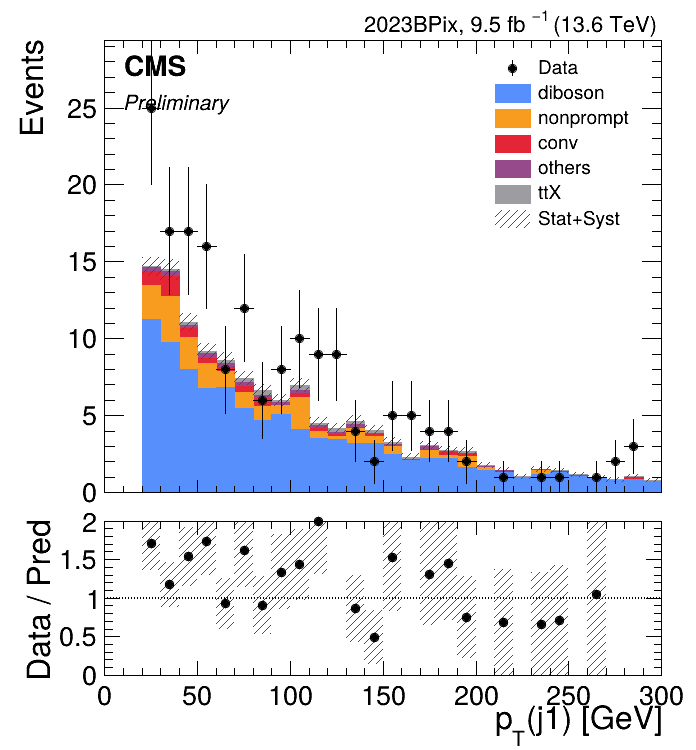 2023BPix, 9.5 fb⁻¹ (13.6 TeV)
CMS
Preliminary
Events
25
20
15
10
5
0
Data
diboson
nonprompt
conv
others
ttX
Stat+Syst
Data / Pred
2
1.5
1
0.5
0
0 50 100 150 200 250 300
p_T(j1) [GeV]